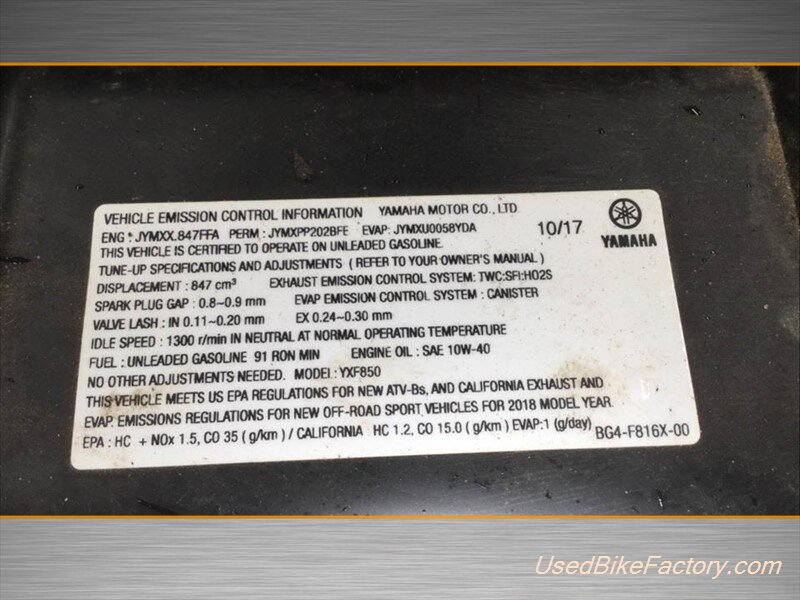 VEHICLE EMISSION CONTROL INFORMATION YAMAHA MOTOR CO., LTD
ENG : JYMXX.847FFA PERM : JYMXPP202BFE EVAP: JYMXU0058YDA 10/17
YAMAHA
THIS VEHICLE IS CERTIFIED TO OPERATE ON UNLEADED GASOLINE.
TUNE-UP SPECIFICATIONS AND ADJUSTMENTS ( REFER TO YOUR OWNER'S MANUAL )
DISPLACEMENT : 847 cm³ EXHAUST EMISSION CONTROL SYSTEM: TWC:SFI:HO2S
SPARK PLUG GAP : 0.8~0.9 mm EVAP EMISSION CONTROL SYSTEM : CANISTER
VALVE LASH : IN 0.11~0.20 mm EX 0.24~0.30 mm
IDLE SPEED : 1300 r/min IN NEUTRAL AT NORMAL OPERATING TEMPERATURE
FUEL : UNLEADED GASOLINE 91 RON MIN ENGINE OIL : SAE 10W-40
NO OTHER ADJUSTMENTS NEEDED. MODEL : YXF850
THIS VEHICLE MEETS US EPA REGULATIONS FOR NEW ATV-Bs, AND CALIFORNIA EXHAUST AND
EVAP. EMISSIONS REGULATIONS FOR NEW OFF-ROAD SPORT VEHICLES FOR 2018 MODEL YEAR
EPA : HC + NOx 1.5, CO 35 ( g/km ) / CALIFORNIA HC 1.2, CO 15.0 ( g/km ) EVAP:1 (g/day) BG4-F816X-00
UsedBikeFactory.com